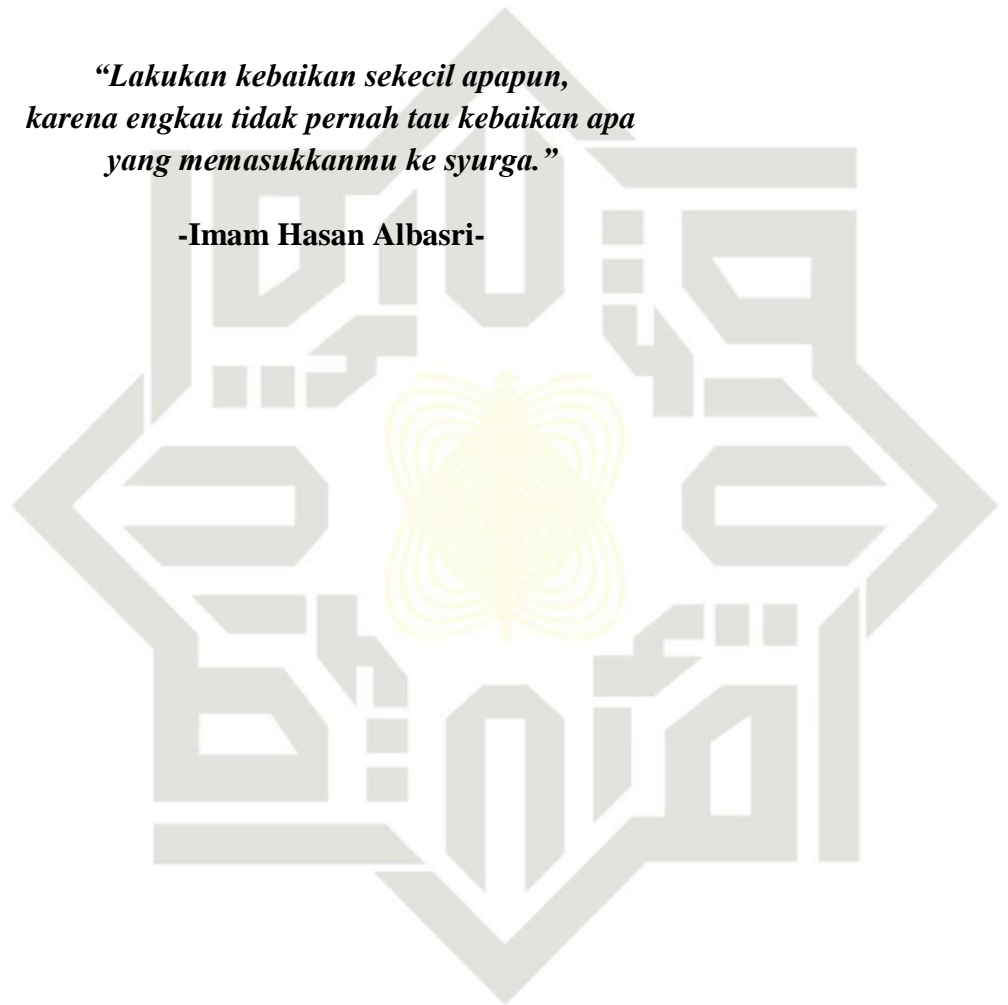 “Lakukan kebaikan sekecil apapun,
karena engkau tidak pernah tau kebaikan apa
yang memasukkanmu ke syurga.”
-Imam Hasan Albasri-